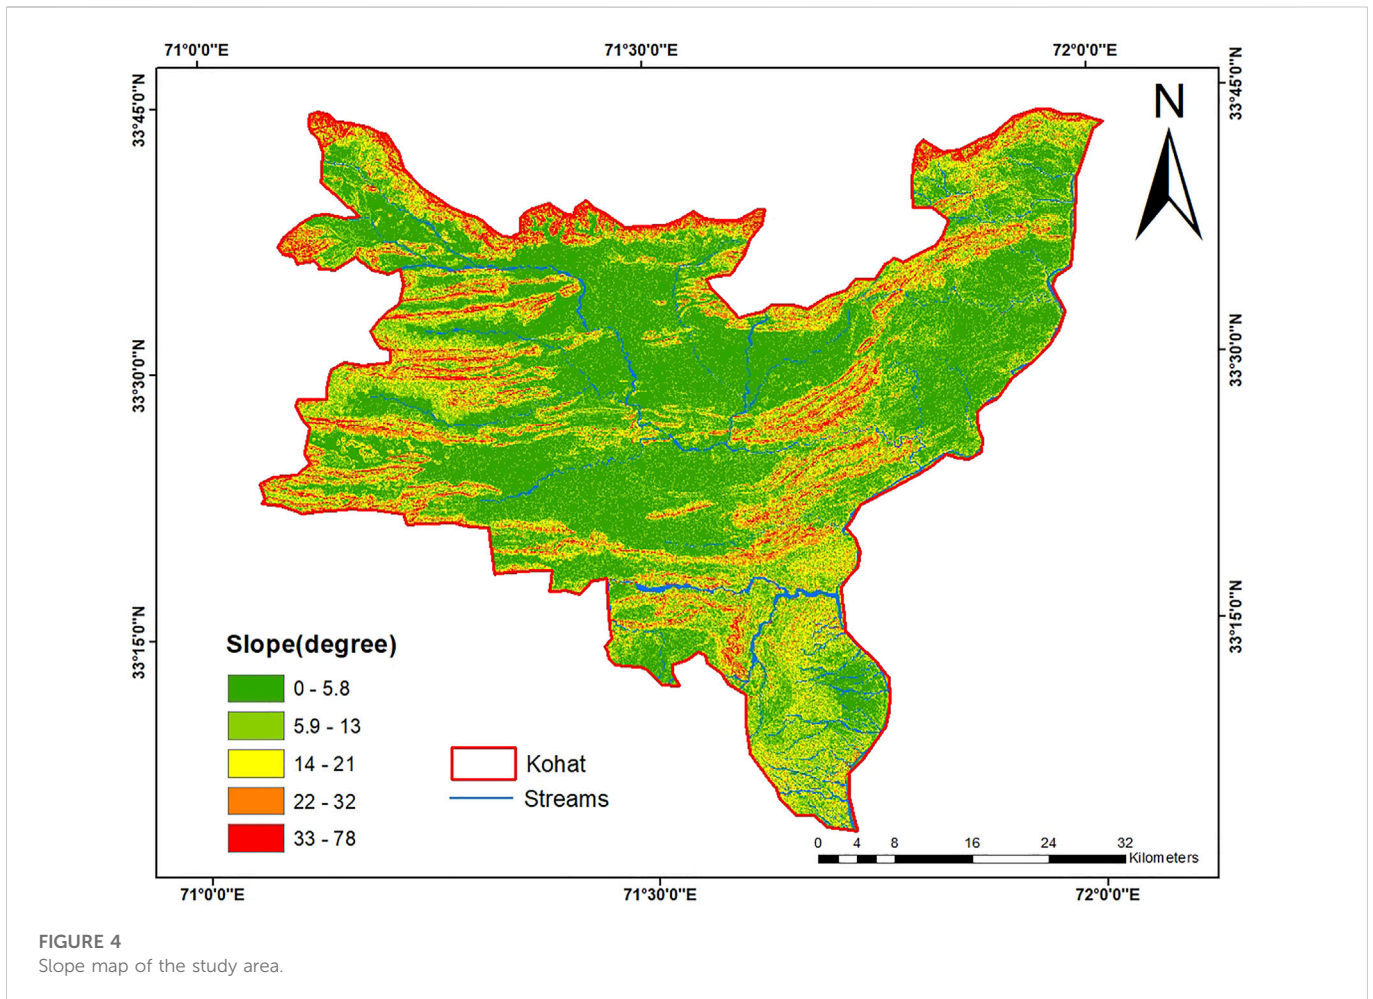 71°0'0"E 71°30'0"E 72°0'0"E
33°45'0"N
33°45'0"N
N
33°30'0"N
33°30'0"N
33°15'0"N
33°15'0"N
Slope(degree)
0 - 5.8
5.9 - 13
14 - 21
22 - 32
33 - 78
Kohat
Streams
0 4 8 16 24 32
Kilometers
71°0'0"E 71°30'0"E 72°0'0"E
FIGURE 4
Slope map of the study area.